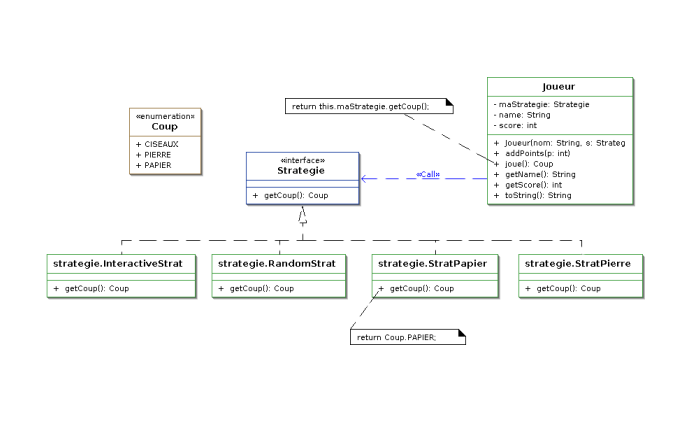 «enumeration»
Coup
+ CISEAUX
+ PIERRE
+ PAPIER
return this.maStrategie.getCoup();
Joueur
- maStrategie: Strategie
- name: String
- score: int
+ Joueur(nom: String, s: Strateg
+ addPoints(p: int)
+ joue(): Coup
+ getName(): String
+ getScore(): int
+ toString(): String
«interface»
Strategie
+ getCoup(): Coup
«Call»
strategie.InteractiveStrat
+ getCoup(): Coup
strategie.RandomStrat
+ getCoup(): Coup
strategie.StratPapier
+ getCoup(): Coup
strategie.StratPierre
+ getCoup(): Coup
return Coup.PAPIER;